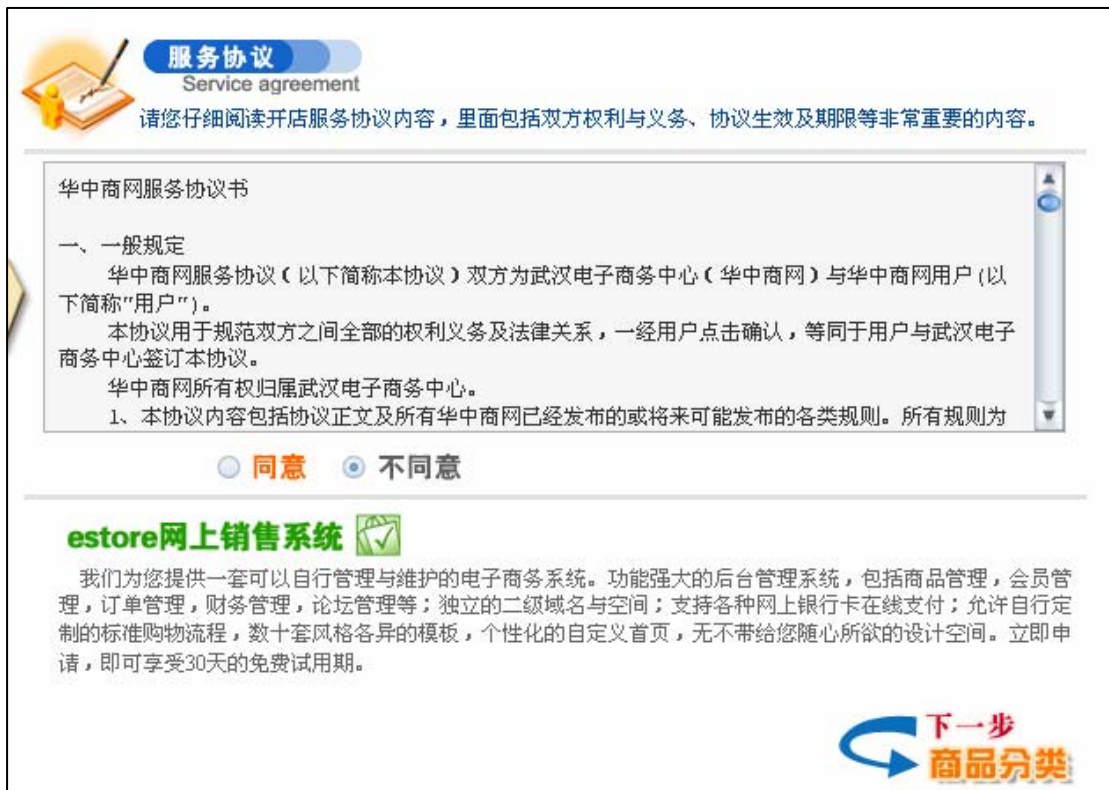 服务协议
Service agreement
请您仔细阅读开店服务协议内容，里面包括双方权利与义务、协议生效及期限等非常重要的内容。
华中商网服务协议书
一、一般规定
华中商网服务协议（以下简称本协议）双方为武汉电子商务中心（华中商网）与华中商网用户(以
下简称"用户")。
本协议用于规范双方之间全部的权利义务及法律关系，一经用户点击确认，等同于用户与武汉电子
商务中心签订本协议。
华中商网所有权归属武汉电子商务中心。
1、本协议内容包括协议正文及所有华中商网已经发布的或将来可能发布的各类规则。所有规则为
同意 不同意
estore网上销售系统
我们为您提供一套可以自行管理与维护的电子商务系统。功能强大的后台管理系统，包括商品管理，会员管
理，订单管理，财务管理，论坛管理等；独立的二级域名与空间；支持各种网上银行卡在线支付；允许自行定
制的标准购物流程，数十套风格各异的模板，个性化的自定义首页，无不带给您随心所欲的设计空间。立即申
请，即可享受30天的免费试用期。
下一步
商品分类